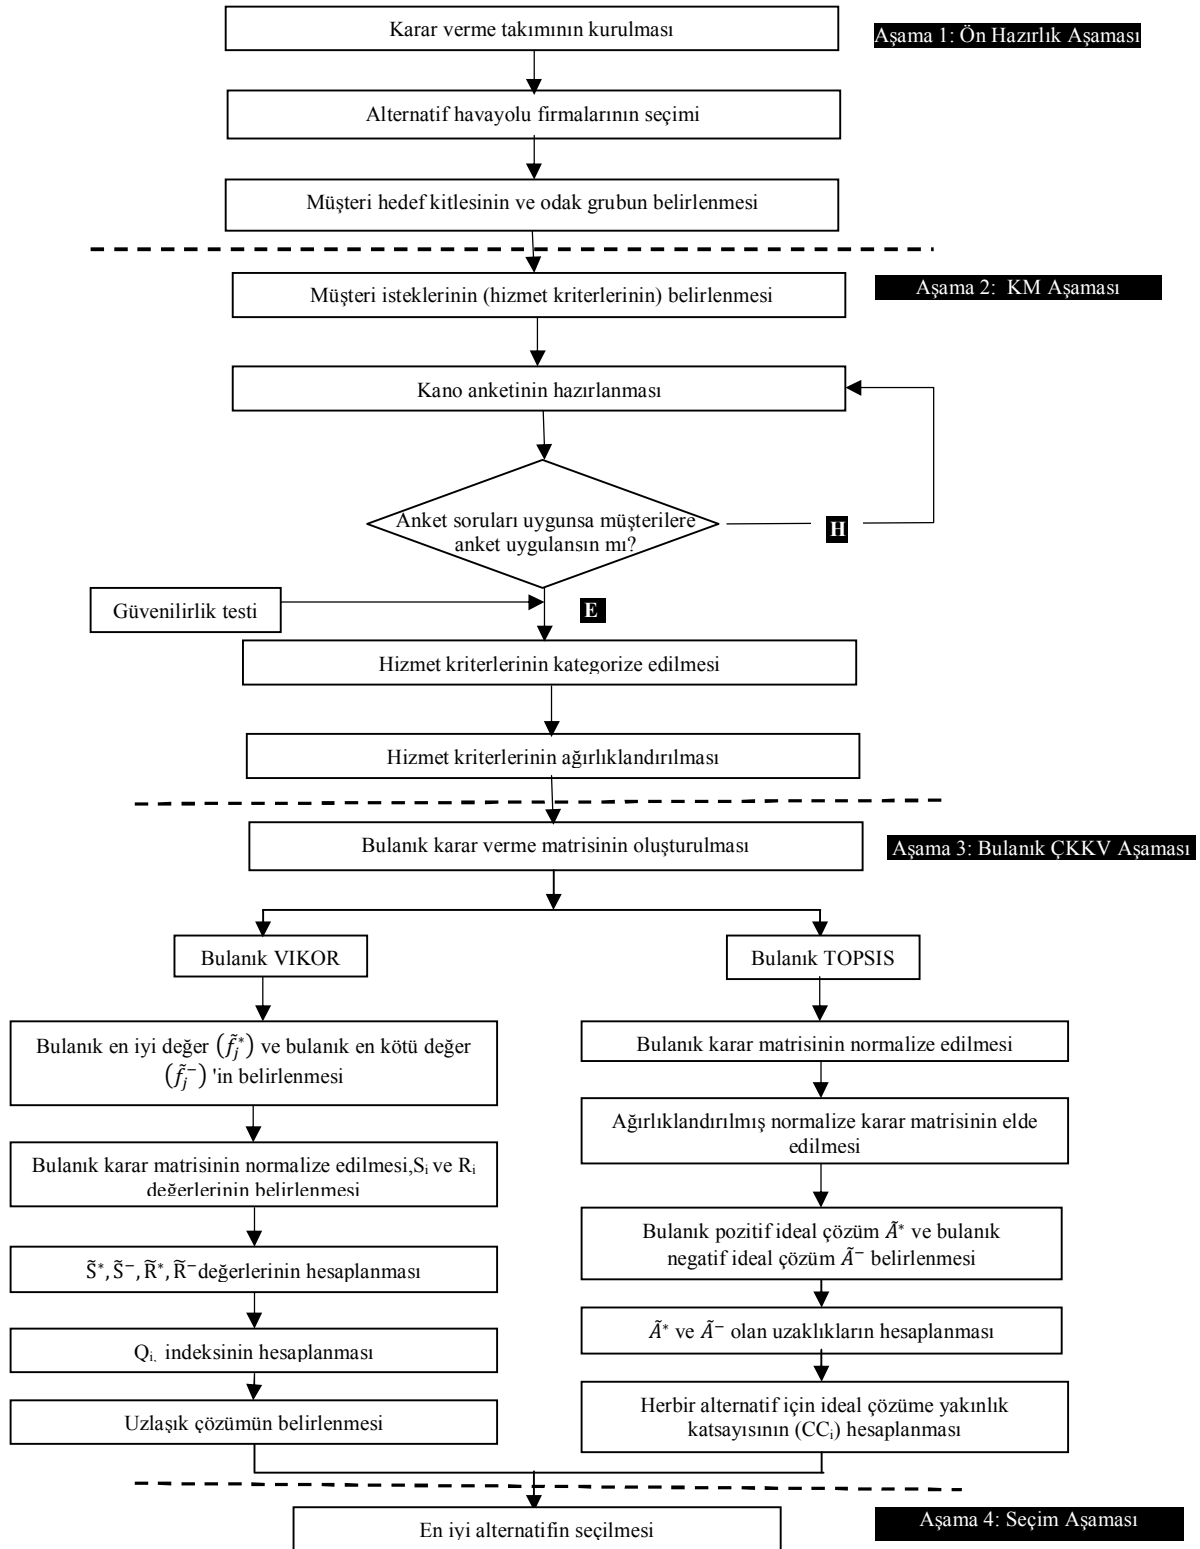 Karar verme takımının kurulması
Aşama 1: Ön Hazırlık Aşaması
Alternatif havayolu firmalarının seçimi
Müşteri hedef kitlesinin ve odak grubun belirlenmesi
Müşteri isteklerinin (hizmet kriterlerinin) belirlenmesi
Aşama 2: KM Aşaması
Kano anketinin hazırlanması
Anket soruları uygunsa müşterilere
anket uygulansın mı?
H
Güvenilirlik testi
E
Hizmet kriterlerinin kategorize edilmesi
Hizmet kriterlerinin ağırlıklandırılması
Bulanık karar verme matrisinin oluşturulması
Aşama 3: Bulanık ÇKKV Aşaması
Bulanık VIKOR
Bulanık en iyi değer (f̃ⱼ*) ve bulanık en kötü değer
(f̃ⱼ⁻) 'in belirlenmesi
Bulanık karar matrisinin normalize edilmesi,Sᵢ ve Rᵢ
değerlerinin belirlenmesi
S̃*, S̃⁻, R̃*, R̃⁻değerlerinin hesaplanması
Qᵢ, indeksinin hesaplanması
Uzlaşık çözümün belirlenmesi
Bulanık TOPSIS
Bulanık karar matrisinin normalize edilmesi
Ağırlıklandırılmış normalize karar matrisinin elde
edilmesi
Bulanık pozitif ideal çözüm Ã* ve bulanık
negatif ideal çözüm Ã⁻ belirlenmesi
Ã* ve Ã⁻ olan uzaklıkların hesaplanması
Herbir alternatif için ideal çözüme yakınlık
katsayısının (CCᵢ) hesaplanması
En iyi alternatifin seçilmesi
Aşama 4: Seçim Aşaması